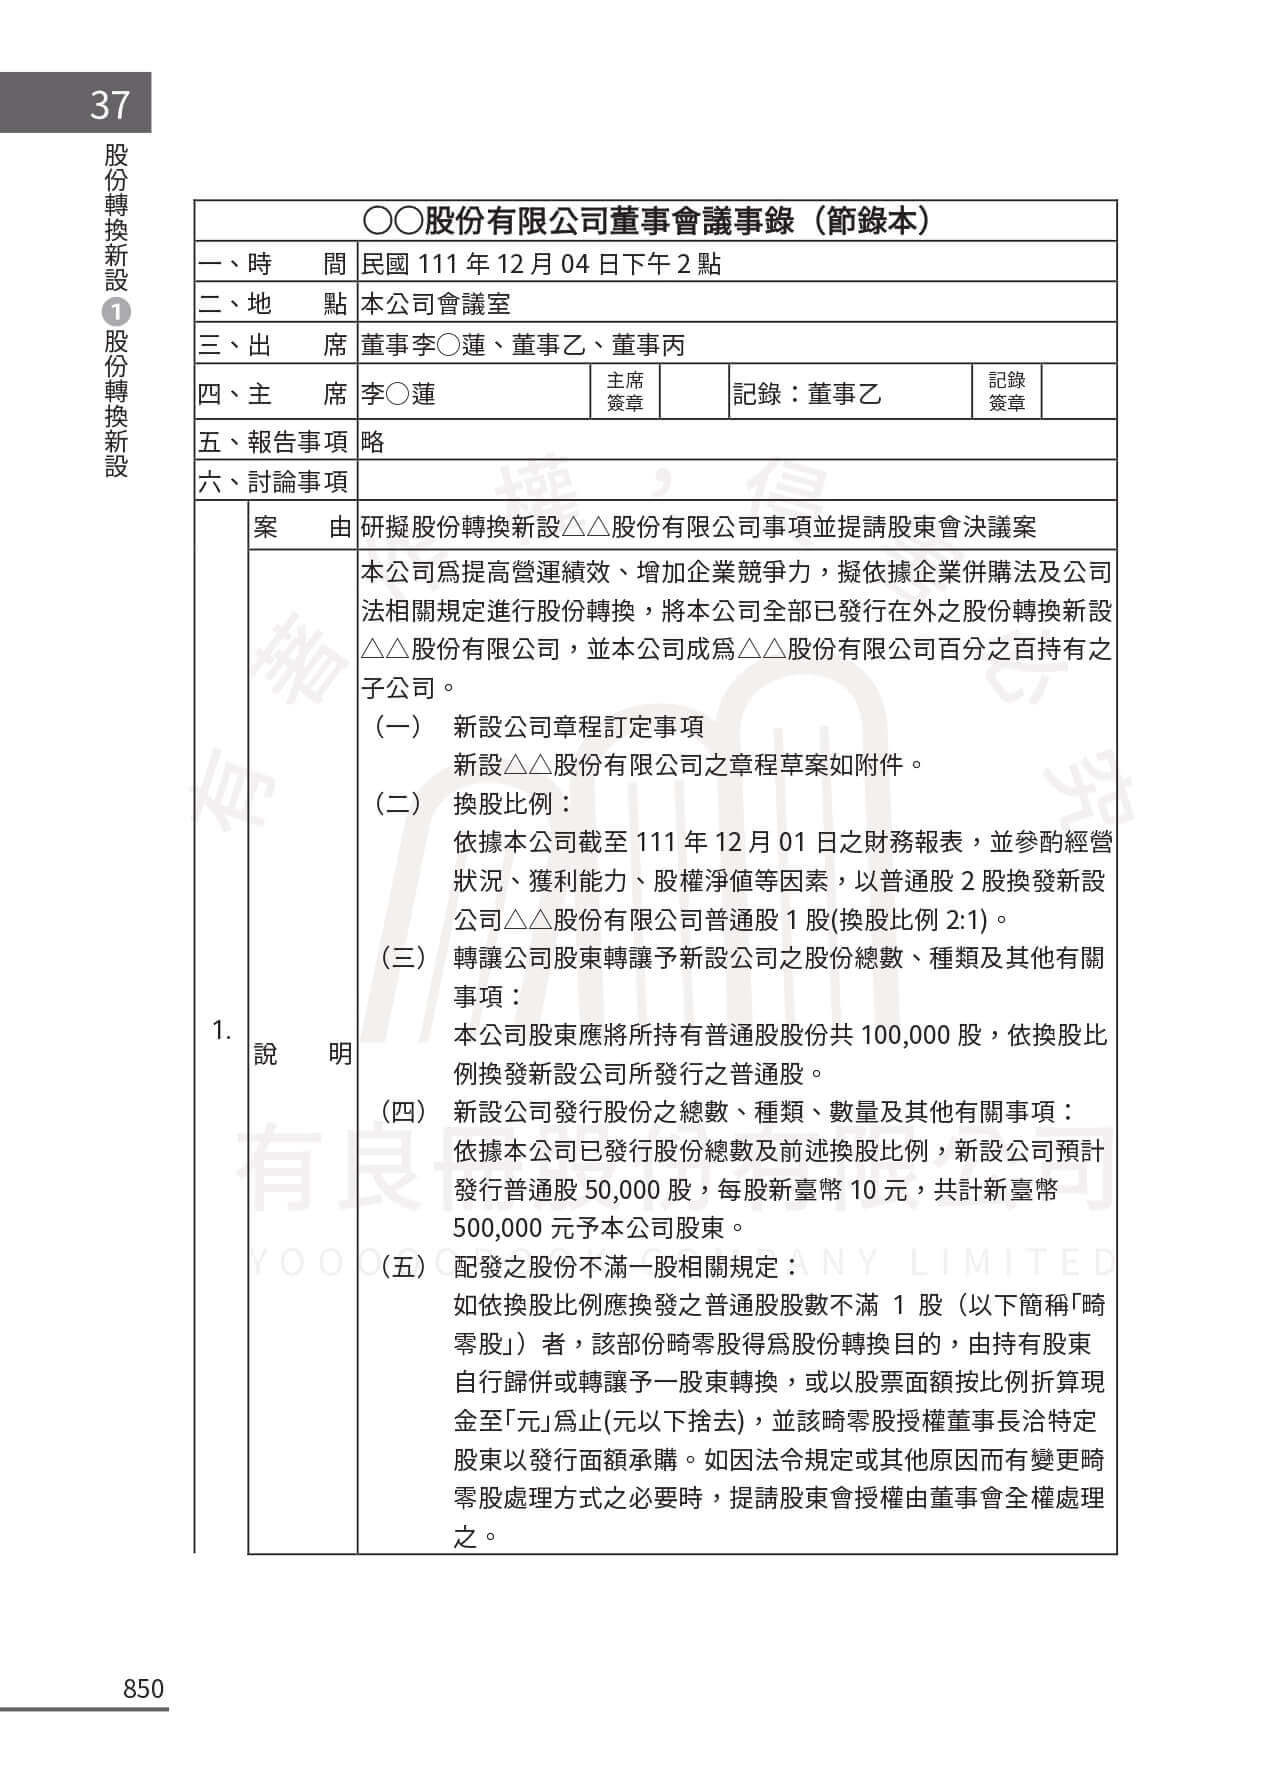 37
股份轉換新設 1 股份轉換新設
○○股份有限公司董事會議事錄（節錄本）
一、時　　間 民國 111 年 12 月 04 日下午 2 點
二、地　　點 本公司會議室
三、出　　席 董事李○蓮、董事乙、董事丙
四、主　　席 李○蓮 主席簽章 記錄：董事乙 記錄簽章
五、報告事項 略
六、討論事項
案　　由 研擬股份轉換新設△△股份有限公司事項並提請股東會決議案
1.
說　　明
本公司為提高營運績效、增加企業競爭力，擬依據企業併購法及公司
法相關規定進行股份轉換，將本公司全部已發行在外之股份轉換新設
△△股份有限公司，並本公司成為△△股份有限公司百分之百持有之
子公司。
（一） 新設公司章程訂定事項
新設△△股份有限公司之章程草案如附件。
（二） 換股比例：
依據本公司截至 111 年 12 月 01 日之財務報表，並參酌經營
狀況、獲利能力、股權淨值等因素，以普通股 2 股換發新設
公司△△股份有限公司普通股 1 股(換股比例 2:1)。
（三） 轉讓公司股東轉讓予新設公司之股份總數、種類及其他有關
事項：
本公司股東應將所持有普通股股份共 100,000 股，依換股比
例換發新設公司所發行之普通股。
（四） 新設公司發行股份之總數、種類、數量及其他有關事項：
依據本公司已發行股份總數及前述換股比例，新設公司預計
發行普通股 50,000 股，每股新臺幣 10 元，共計新臺幣
500,000 元予本公司股東。
（五） 配發之股份不滿一股相關規定：
如依換股比例應換發之普通股股數不滿 1 股（以下簡稱「畸
零股」）者，該部份畸零股得為股份轉換目的，由持有股東
自行歸併或轉讓予一股東轉換，或以股票面額按比例折算現
金至「元」為止(元以下捨去)，並該畸零股授權董事長洽特定
股東以發行面額承購。如因法令規定或其他原因而有變更畸
零股處理方式之必要時，提請股東會授權由董事會全權處理
之。
有著作權，侵害必究
有良冊股份有限公司
YOOOOOBOOK COMPANY LIMITED
850